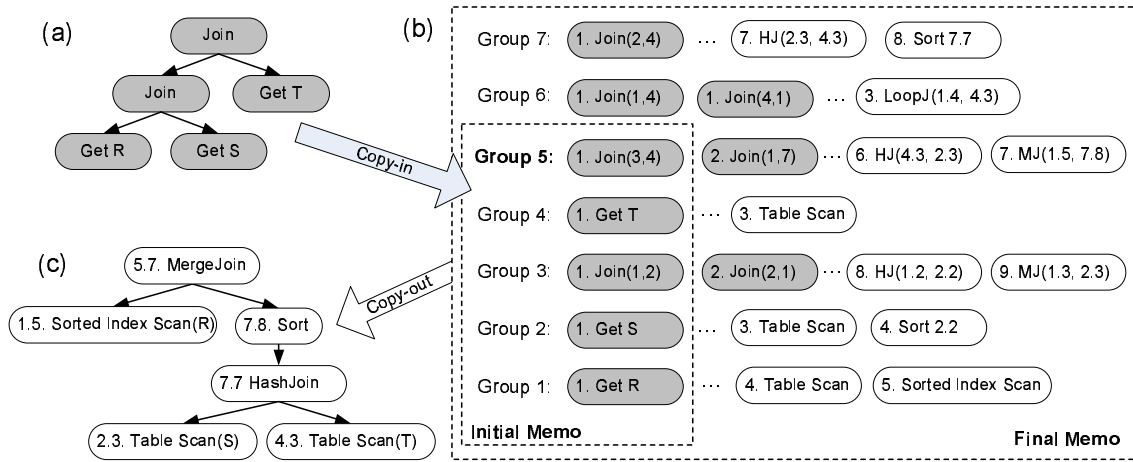 (a)
Join
Join
Get T
Get R
Get S
Copy-in
(b)
Group 7: 1. Join(2,4) ... 7. HJ(2.3, 4.3) 8. Sort 7.7
Group 6: 1. Join(1,4) 1. Join(4,1) ... 3. LoopJ(1.4, 4.3)
Group 5: 1. Join(3,4) 2. Join(1,7) ... 6. HJ(4.3, 2.3) 7. MJ(1.5, 7.8)
Group 4: 1. Get T ... 3. Table Scan
Group 3: 1. Join(1,2) 2. Join(2,1) ... 8. HJ(1.2, 2.2) 9. MJ(1.3, 2.3)
Group 2: 1. Get S ... 3. Table Scan 4. Sort 2.2
Group 1: 1. Get R ... 4. Table Scan 5. Sorted Index Scan
Initial Memo
Final Memo
Copy-out
(c)
5.7. MergeJoin
1.5. Sorted Index Scan(R)
7.8. Sort
7.7 HashJoin
2.3. Table Scan(S)
4.3. Table Scan(T)